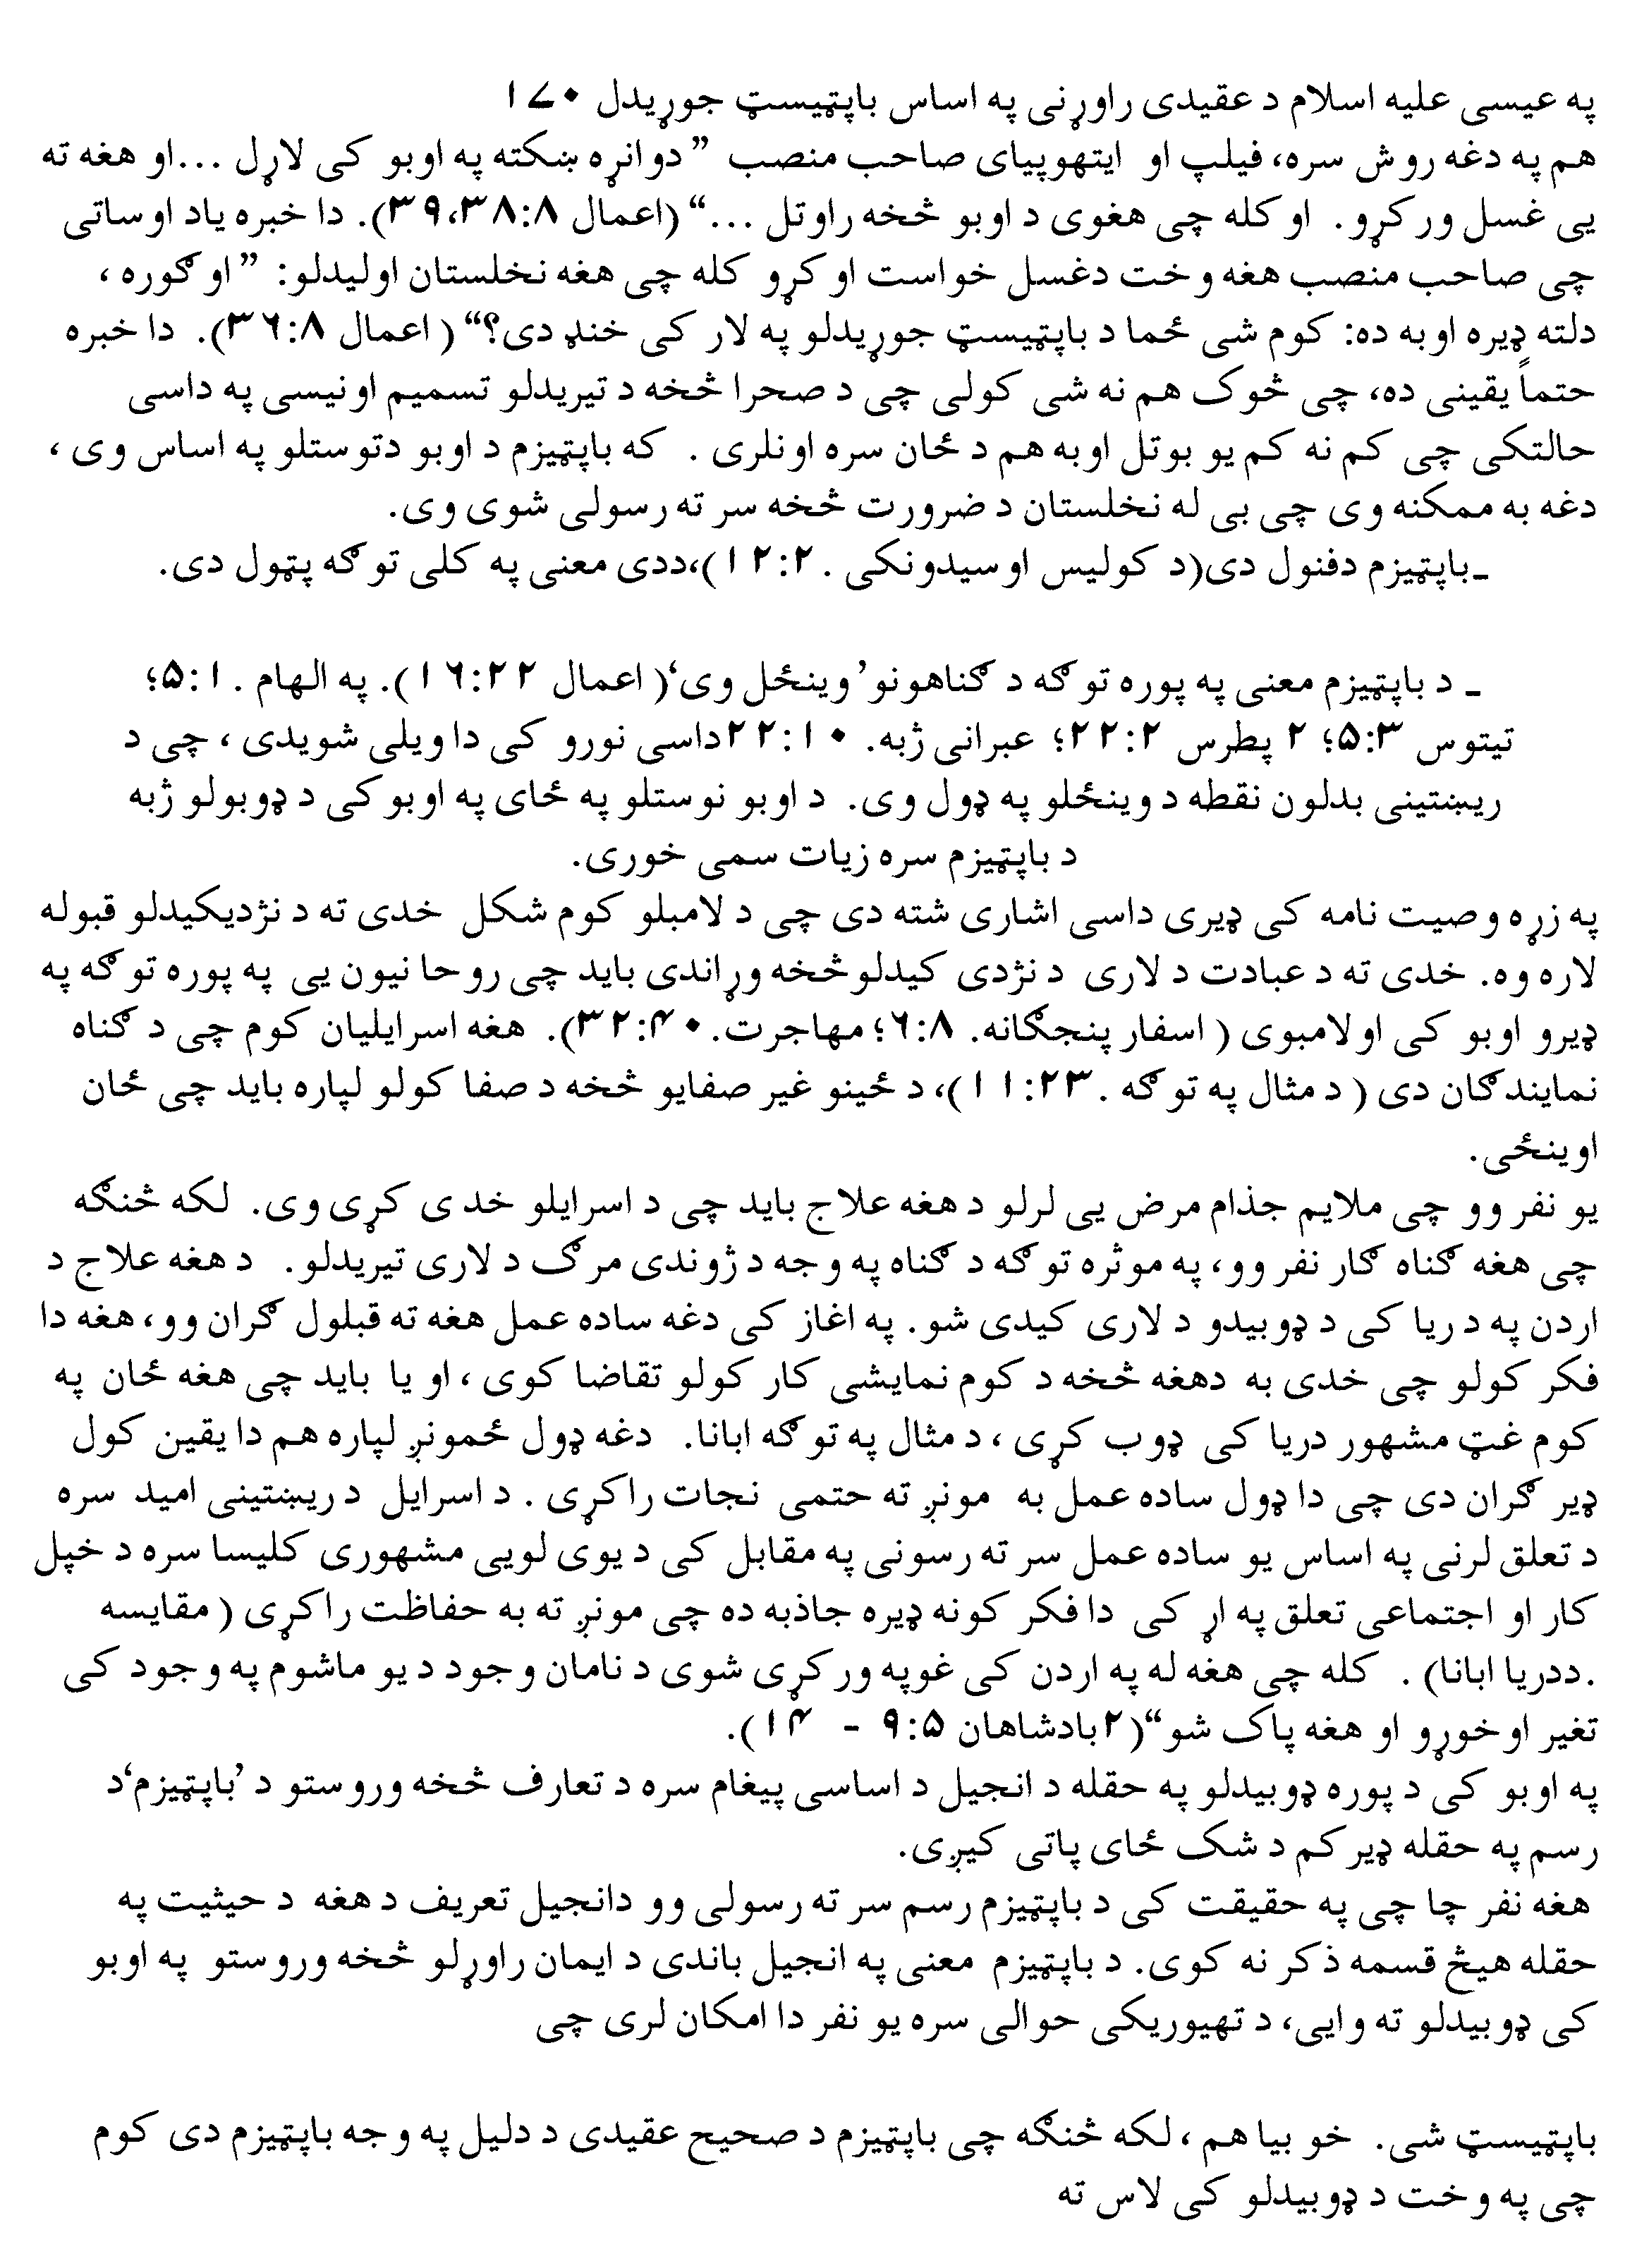 په عیسی علیه اسلام د عقیدی راوړنی په اساس باپټیسټ جوړیدل ۱۷۰
هم په دغه روش سره، فیلپ او ایتهوپیای صاحب منصب ” دوانړه ښکته په اوبو کی لاړل ...او هغه ته
یی غسل ورکړو. اوکله چی هغوی د اوبو څخه راوتل ...“ (اعمال ۸:۳۸،۳۹). دا خبره یاد اوساتی
چی صاحب منصب هغه وخت دغسل خواست اوکړو کله چی هغه نخلستان اولیدلو: ” اوګوره ،
دلته ډیره اوبه ده: کوم شی ځما د باپټیسټ جوړیدلو په لار کی خنډ دی؟“ ( اعمال ۸:۳۶). دا خبره
حتماً یقینی ده، چی څوک هم نه شی کولی چی د صحرا څخه د تیریدلو تسمیم اونیسی په داسی
حالتکی چی کم نه کم یو بوتل اوبه هم د ځان سره اونلری . که باپټیزم د اوبو دتوستلو په اساس وی ،
دغه به ممکنه وی چی بی له نخلستان د ضرورت څخه سر ته رسولی شوی وی.
ـباپټیزم دفنول دی(د کولیس اوسیدونکی . ۲:۱۲)،ددی معنی په کلی توګه پټول دی.
ـ د باپټیزم معنی په پوره توګه د ګناهونو’وینځل وی‘( اعمال ۲۲:۱۶). په الهام . ۱:۵؛
تیتوس ۳:۵؛ ۲ پطرس ۲:۲۲؛ عبرانی ژبه. ۱۰:۲۲داسی نورو کی دا ویلی شویدی ، چی د
ریښتینی بدلون نقطه د وینځلو په ډول وی. د اوبو نوستلو په ځای په اوبو کی د ډوبولو ژبه
د باپټیزم سره زیات سمی خوری.
په زړه وصیت نامه کی ډیری داسی اشاری شته دی چی د لامبلو کوم شکل خدی ته د نژدیکیدلو قبوله
لاره وه. خدی ته د عبادت د لاری د نژدی کیدلو څخه وړاندی باید چی روحانیون یی په پوره توګه په
ډیرو اوبو کی اولامبوی ( اسفار پنجګانه. ۸:۶؛ مهاجرت. ۴۰:۳۲). هغه اسرایلیان کوم چی د ګناه
نمایندګان دی ( د مثال په توګه . ۲۳:۱۱)، د ځینو غیر صفایو څخه د صفا کولو لپاره باید چی ځان
اوینځی.
یو نفر وو چی ملایم جذام مرض یی لرلو د هغه علاج باید چی د اسرایلو خدی کړی وی. لکه څنګه
چی هغه ګناه ګار نفر وو، په موثره توګه د ګناه په وجه د ژوندی مرګ د لاری تیریدلو. د هغه علاج د
اردن په دریا کی د ډوبیدو د لاری کیدی شو. په اغاز کی دغه ساده عمل هغه ته قبلول ګران وو، هغه دا
فکر کولو چی خدی به دهغه څخه د کوم نمایشی کار کولو تقاضا کوی ، او یا باید چی هغه ځان په
کوم غټ مشهور دریا کی ډوب کړی ، د مثال په توګه ابانا. دغه ډول ځمونږ لپاره هم دا یقین کول
ډیر ګران دی چی دا ډول ساده عمل به مونږ ته حتمی نجات راکړی . د اسرایل د ریښتینی امید سره
د تعلق لرنی په اساس یو ساده عمل سر ته رسونی په مقابل کی د یوی لویی مشهوری کلیسا سره د خپل
کار او اجتماعی تعلق په اړ کی دا فکر کونه ډیره جاذبه ده چی مونږ ته به حفاظت راکړی ( مقایسه
.ددریا ابانا) . کله چی هغه له په اردن کی غوپه ورکړی شوی د نامان وجود د یو ماشوم په وجود کی
تغیر اوخوړو او هغه پاک شو“(۲بادشاهان ۵:۹ - ۱۴).
په اوبو کی د پوره ډوبیدلو په حقله د انجیل د اساسی پیغام سره د تعارف څخه وروستو د ’باپټیزم‘د
رسم په حقله ډیر کم د شک ځای پاتی کیږی.
هغه نفر چا چی په حقیقت کی د باپټیزم رسم سر ته رسولی وو دانجیل تعریف د هغه د حیثیت په
حقله هیڅ قسمه ذکر نه کوی. د باپټیزم معنی په انجیل باندی د ایمان راوړلو څخه وروستو په اوبو
کی ډوبیدلو ته وایی، د تهیوریکی حوالی سره یو نفر دا امکان لری چی
باپټیسټ شی. خو بیا هم ، لکه څنګه چی باپټیزم د صحیح عقیدی د دلیل په وجه باپټیزم دی کوم
چی په وخت د ډوبیدلو کی لاس ته